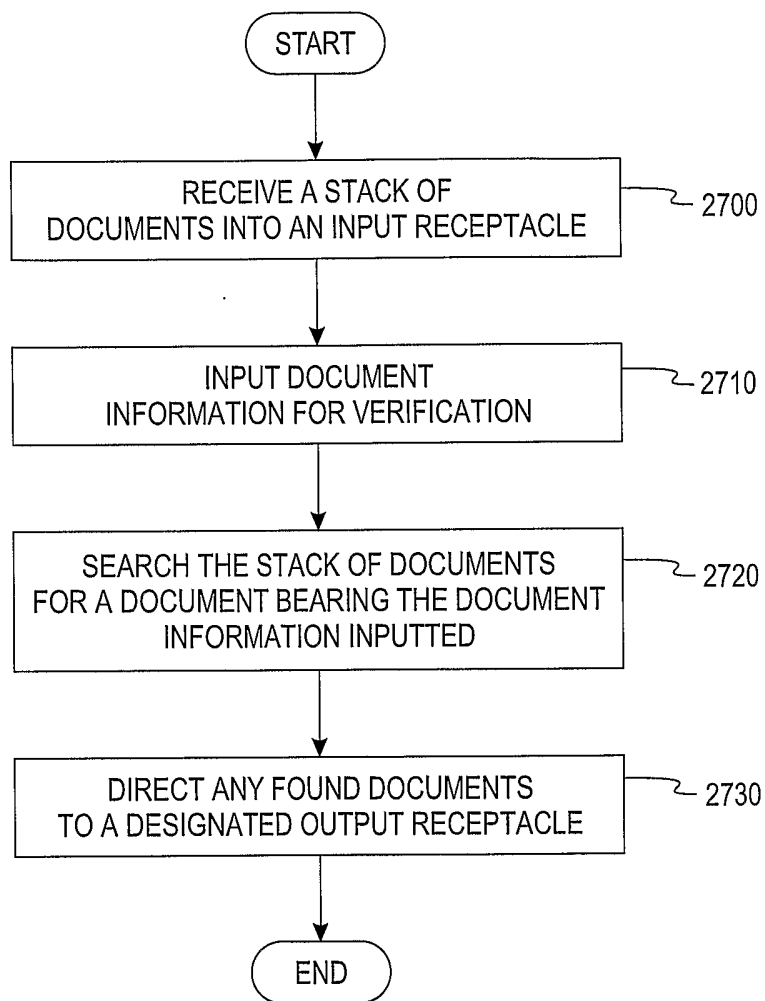 START
RECEIVE A STACK OF
DOCUMENTS INTO AN INPUT RECEPTACLE
2700
INPUT DOCUMENT
INFORMATION FOR VERIFICATION
2710
SEARCH THE STACK OF DOCUMENTS
FOR A DOCUMENT BEARING THE DOCUMENT
INFORMATION INPUTTED
2720
DIRECT ANY FOUND DOCUMENTS
TO A DESIGNATED OUTPUT RECEPTACLE
2730
END